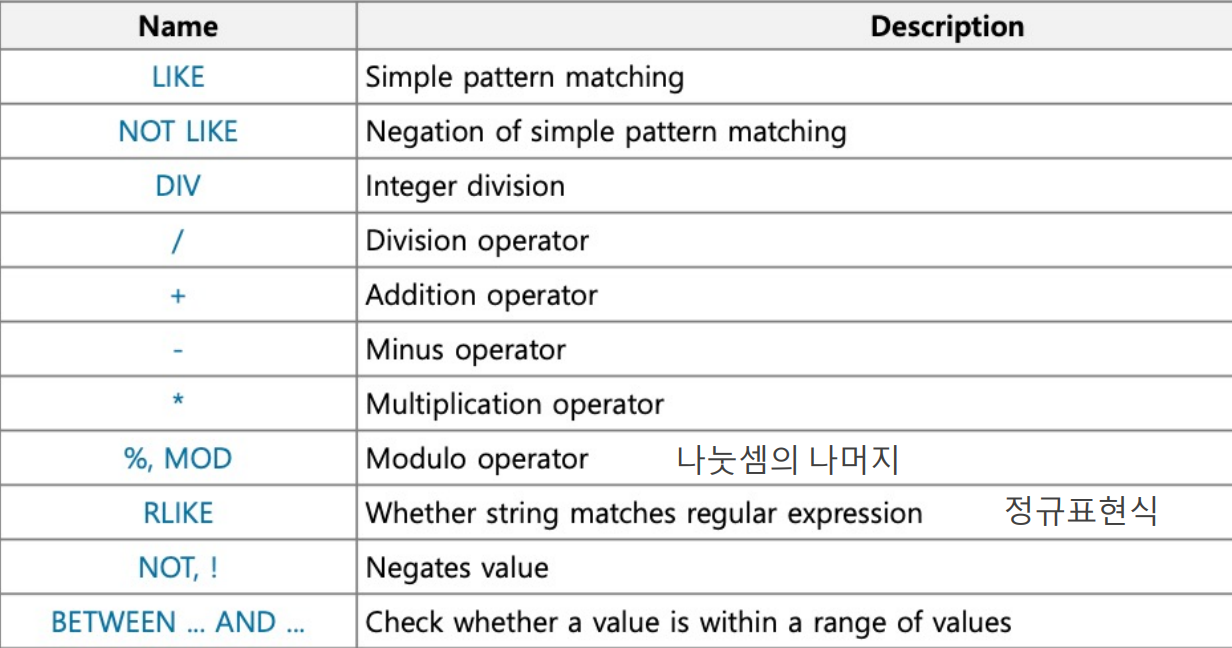 Name Description
LIKE Simple pattern matching
NOT LIKE Negation of simple pattern matching
DIV Integer division
/ Division operator
+ Addition operator
- Minus operator
* Multiplication operator
%, MOD Modulo operator 나눗셈의 나머지
RLIKE Whether string matches regular expression 정규표현식
NOT, ! Negates value
BETWEEN ... AND ... Check whether a value is within a range of values